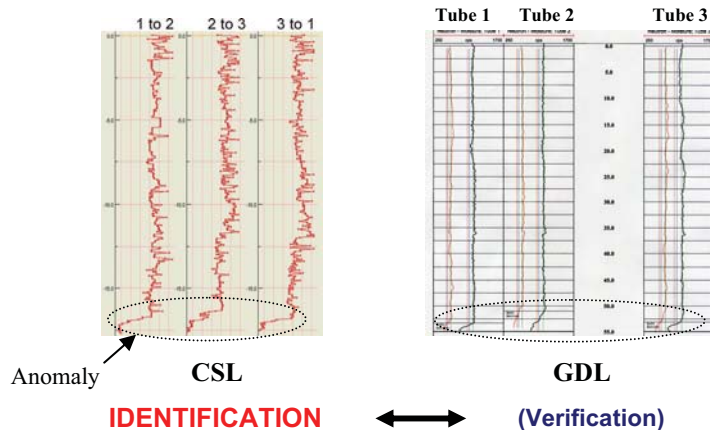 1 to 2 2 to 3 3 to 1
Tube 1 Tube 2 Tube 3
0.0
5.0
10.0
15.0
20.0
25.0
30.0
35.0
40.0
45.0
50.0
55.0
Anomaly
CSL GDL
IDENTIFICATION (Verification)